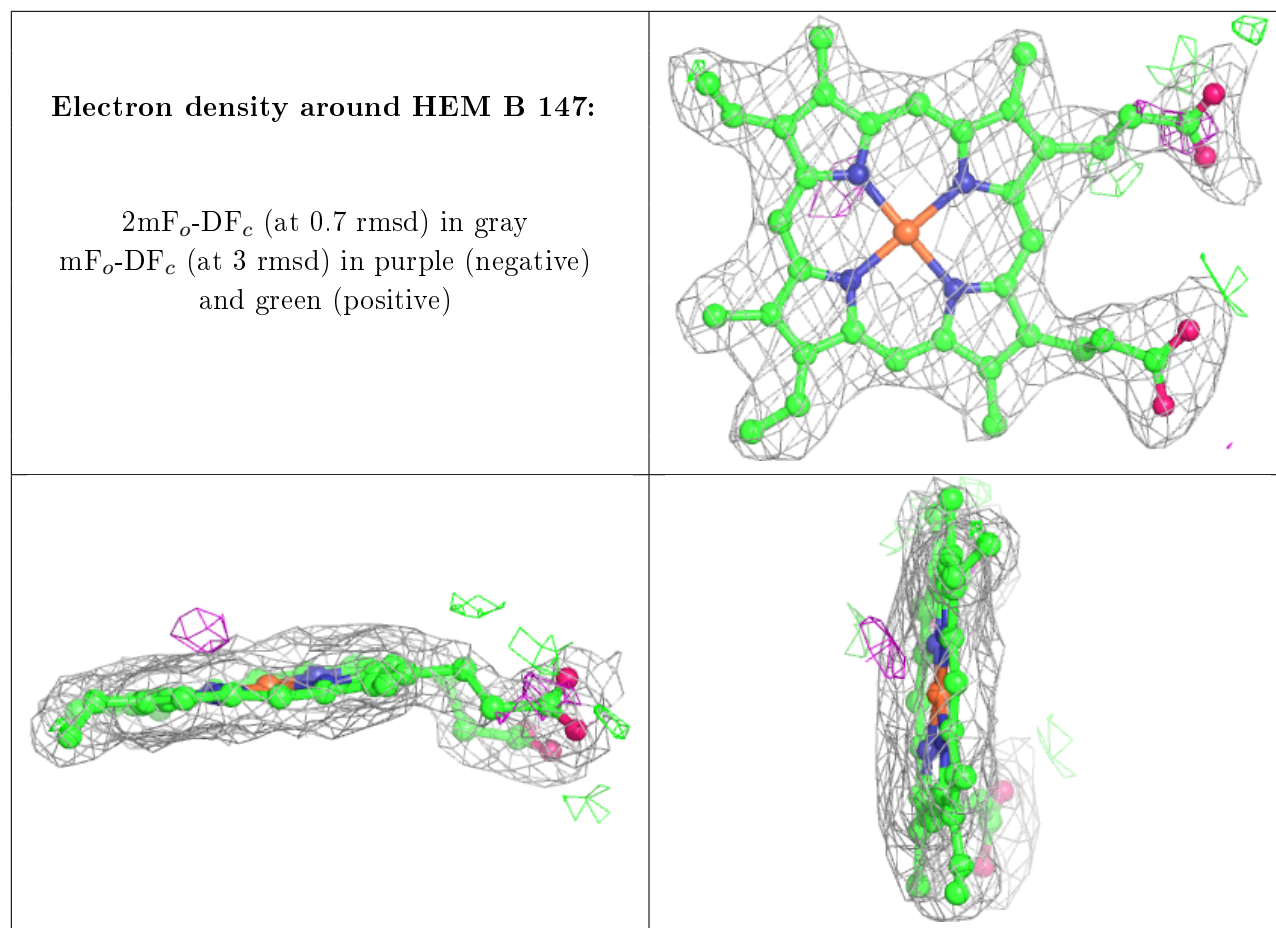 Electron density around HEM B 147:
2mFo-DFc (at 0.7 rmsd) in gray
mFo-DFc (at 3 rmsd) in purple (negative)
and green (positive)